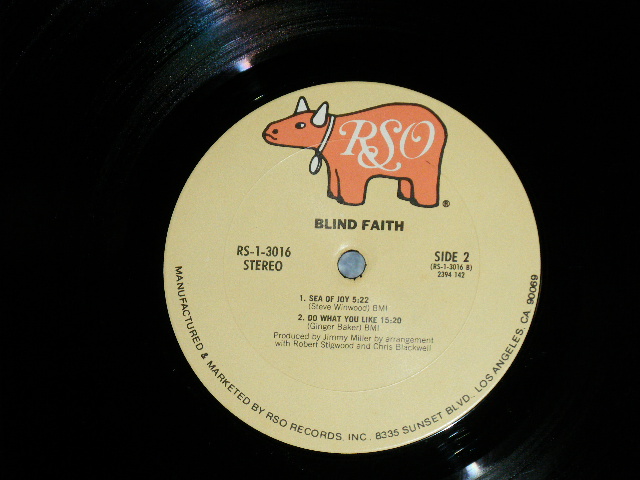 RSO
®
BLIND FAITH
RS-1-3016
STEREO
SIDE 2
(RS-1-3016 B)
2394 142
1. SEA OF JOY 5:22
(Steve Winwood) BMI
2. DO WHAT YOU LIKE 15:20
(Ginger Baker) BMI
Produced by Jimmy Miller by arrangement
with Robert Stigwood and Chris Blackwell
MANUFACTURED & MARKETED BY RSO RECORDS, INC. 8335 SUNSET BLVD., LOS ANGELES, CA 90069